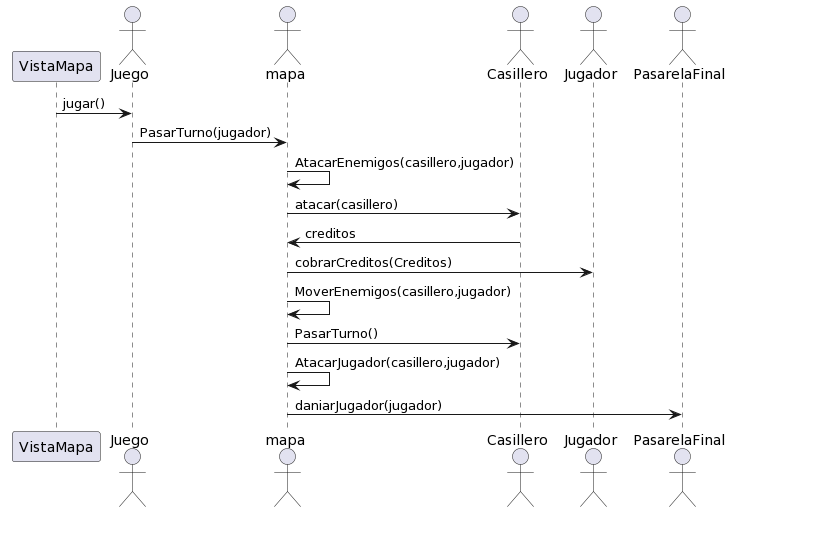 VistaMapa
Juego
mapa
Casillero
Jugador
PasarelaFinal
jugar()
PasarTurno(jugador)
AtacarEnemigos(casillero,jugador)
atacar(casillero)
creditos
cobrarCreditos(Creditos)
MoverEnemigos(casillero,jugador)
PasarTurno()
AtacarJugador(casillero,jugador)
daniarJugador(jugador)
VistaMapa
Juego
mapa
Casillero
Jugador
PasarelaFinal